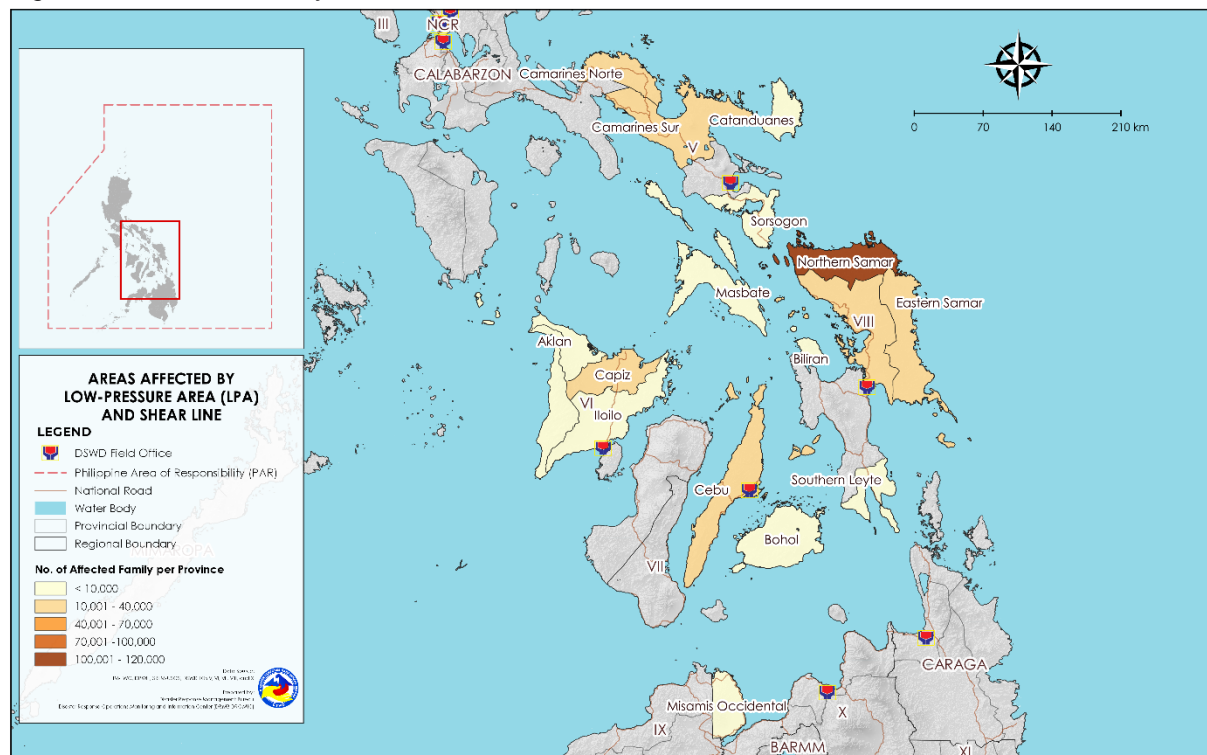 III
NCR
CALABARZON
Camarines Norte
Camarines Sur
Catanduanes
V
Sorsogon
Northern Samar
Masbate
Eastern Samar
VIII
Aklan
Biliran
Capiz
VI
Iloilo
Cebu
Southern Leyte
Bohol
VII
CARAGA
Misamis Occidental
IX
X
BARMM
XI
0 70 140 210 km
AREAS AFFECTED BY
LOW-PRESSURE AREA (LPA)
AND SHEAR LINE
LEGEND
DSWD Field Office
Philippine Area of Responsibility (PAR)
National Road
Water Body
Provincial Boundary
Regional Boundary
MIMAROPA
No. of Affected Family per Province
< 10,000
10,001 - 40,000
40,001 - 70,000
70,001 -100,000
100,001 - 120,000
Prepared by: